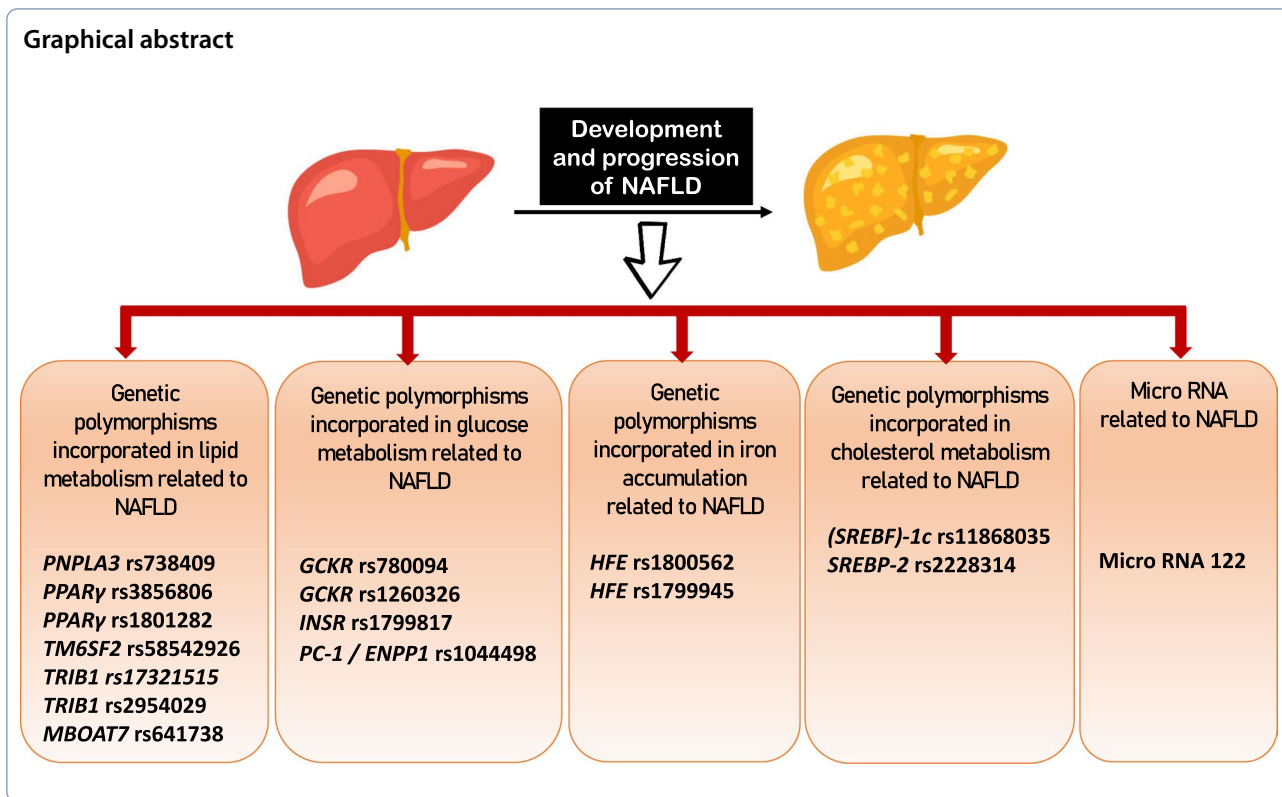 Graphical abstract
Development
and progression
of NAFLD
Genetic
polymorphisms
incorporated in lipid
metabolism related to
NAFLD
PNPLA3 rs738409
PPARγ rs3856806
PPARγ rs1801282
TM6SF2 rs58542926
TRIB1 rs17321515
TRIB1 rs2954029
MBOAT7 rs641738
Genetic polymorphisms
incorporated in glucose
metabolism related to
NAFLD
GCKR rs780094
GCKR rs1260326
INSR rs1799817
PC-1 / ENPP1 rs1044498
Genetic
polymorphisms
incorporated in iron
accumulation
related to NAFLD
HFE rs1800562
HFE rs1799945
Genetic polymorphisms
incorporated in
cholesterol metabolism
related to NAFLD
(SREBF)-1c rs11868035
SREBP-2 rs2228314
Micro RNA
related to NAFLD
Micro RNA 122